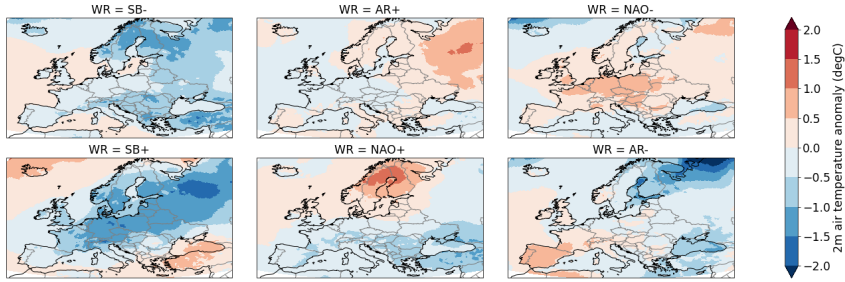 WR = SB-
WR = AR+
WR = NAO-
WR = SB+
WR = NAO+
WR = AR-
2.0
1.5
1.0
0.5
0.0
−0.5
−1.0
−1.5
−2.0
2m air temperature anomaly (degC)